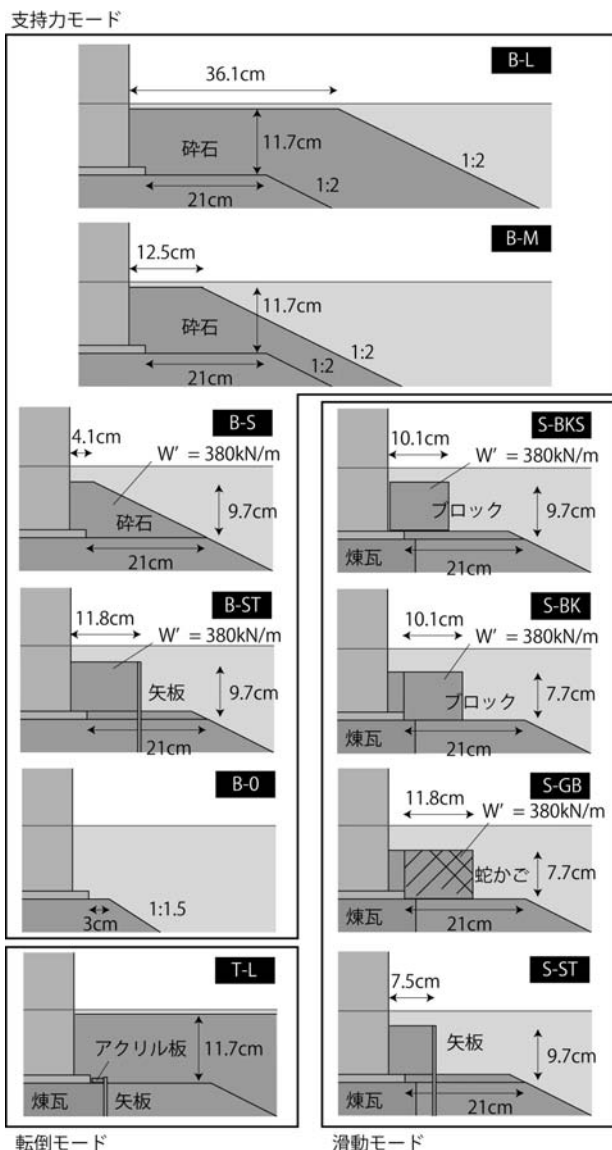 支持力モード
B-L
36.1cm
砕石
11.7cm
1:2
21cm
1:2
B-M
12.5cm
砕石
11.7cm
21cm
1:2
1:2
B-S
4.1cm
W' = 380kN/m
9.7cm
砕石
21cm
B-ST
11.8cm
W' = 380kN/m
矢板
9.7cm
21cm
B-0
3cm
1:1.5
T-L
アクリル板
11.7cm
煉瓦
矢板
転倒モード
S-BKS
10.1cm
W' = 380kN/m
ブロック
9.7cm
煉瓦
21cm
S-BK
10.1cm
W' = 380kN/m
7.7cm
ブロック
煉瓦
21cm
S-GB
11.8cm
W' = 380kN/m
蛇かご
7.7cm
煉瓦
21cm
S-ST
7.5cm
矢板
9.7cm
煉瓦
21cm
滑動モード